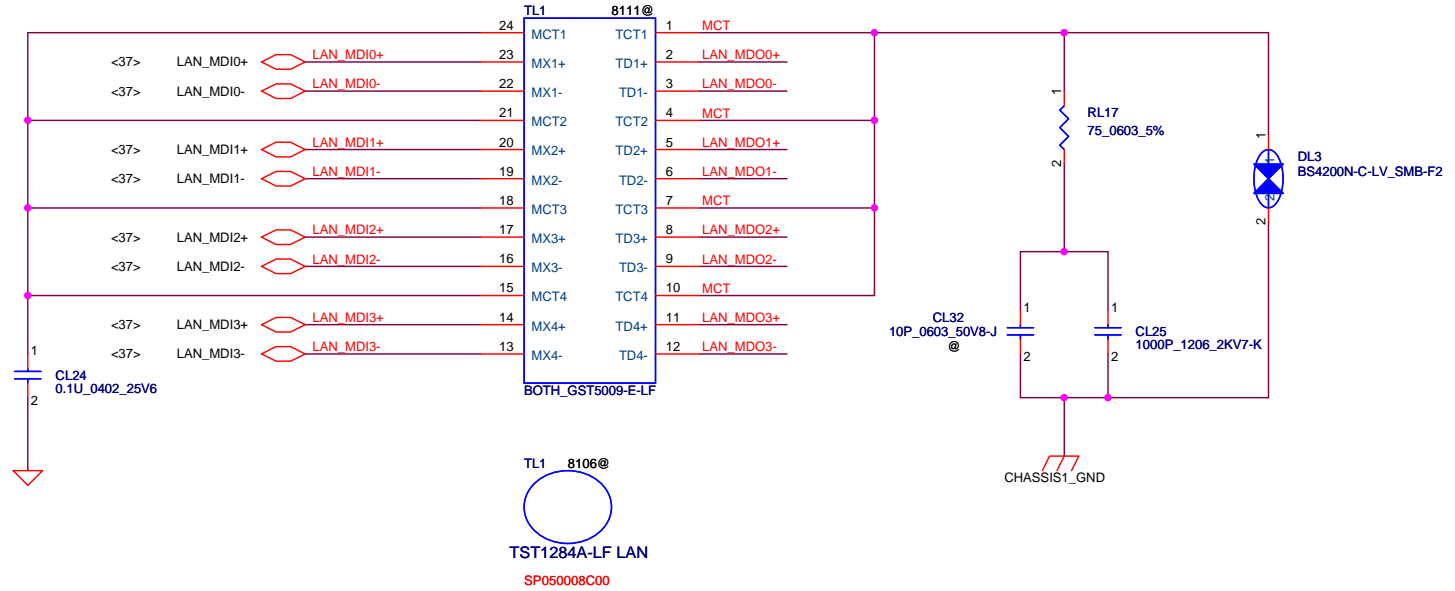 TL1 8111@
24 MCT1 TCT1 1 MCT
<37> LAN_MDI0+ LAN_MDI0+ 23 MX1+ TD1+ 2 LAN_MDO0+
<37> LAN_MDI0- LAN_MDI0- 22 MX1- TD1- 3 LAN_MDO0-
21 MCT2 TCT2 4 MCT
<37> LAN_MDI1+ LAN_MDI1+ 20 MX2+ TD2+ 5 LAN_MDO1+
<37> LAN_MDI1- LAN_MDI1- 19 MX2- TD2- 6 LAN_MDO1-
18 MCT3 TCT3 7 MCT
<37> LAN_MDI2+ LAN_MDI2+ 17 MX3+ TD3+ 8 LAN_MDO2+
<37> LAN_MDI2- LAN_MDI2- 16 MX3- TD3- 9 LAN_MDO2-
15 MCT4 TCT4 10 MCT
<37> LAN_MDI3+ LAN_MDI3+ 14 MX4+ TD4+ 11 LAN_MDO3+
<37> LAN_MDI3- LAN_MDI3- 13 MX4- TD4- 12 LAN_MDO3-
BOTH_GST5009-E-LF
1
CL24
0.1U_0402_25V6
2
1
RL17
75_0603_5%
2
1
DL3
BS4200N-C-LV_SMB-F2
1
2
2
1
CL32
10P_0603_50V8-J
@
2
1
CL25
1000P_1206_2KV7-K
2
CHASSIS1_GND
TL1 8106@
TST1284A-LF LAN
SP050008C00